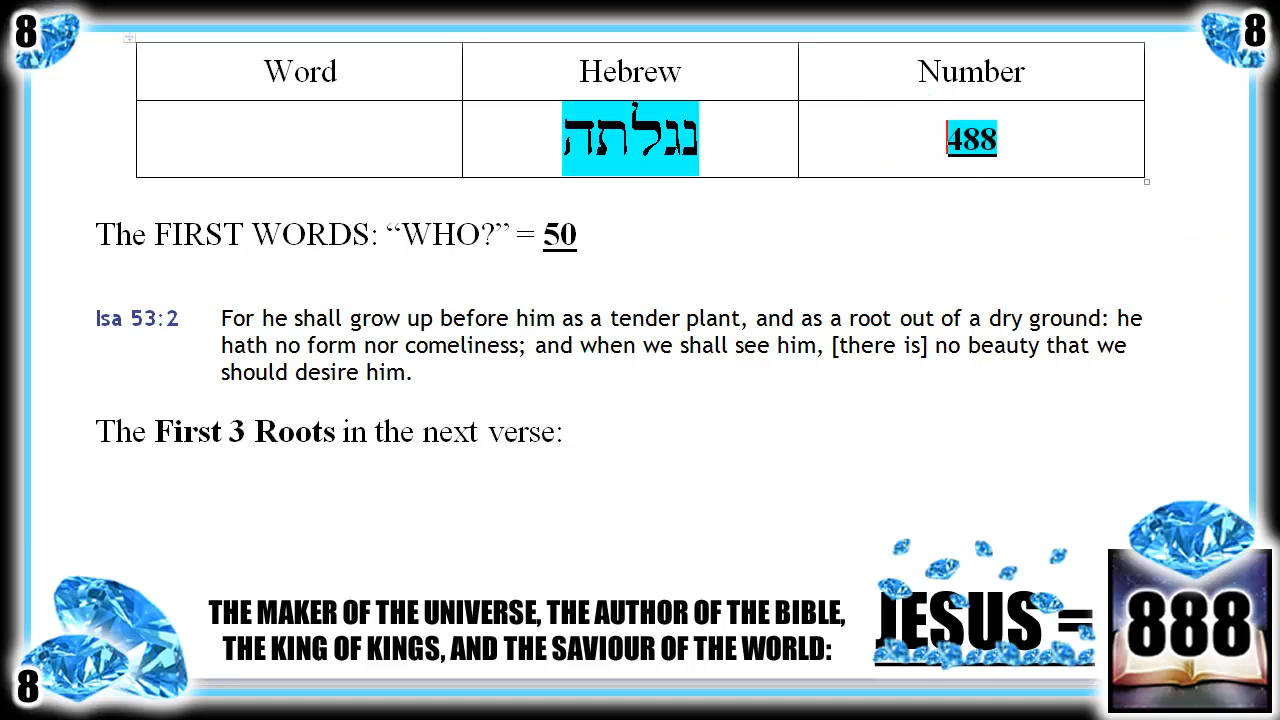 8
8
Word Hebrew Number
נגלתה 488
The FIRST WORDS: “WHO?” = 50
Isa 53:2 For he shall grow up before him as a tender plant, and as a root out of a dry ground: he
hath no form nor comeliness; and when we shall see him, [there is] no beauty that we
should desire him.
The First 3 Roots in the next verse:
THE MAKER OF THE UNIVERSE, THE AUTHOR OF THE BIBLE,
THE KING OF KINGS, AND THE SAVIOUR OF THE WORLD:
JESUS = 888
8